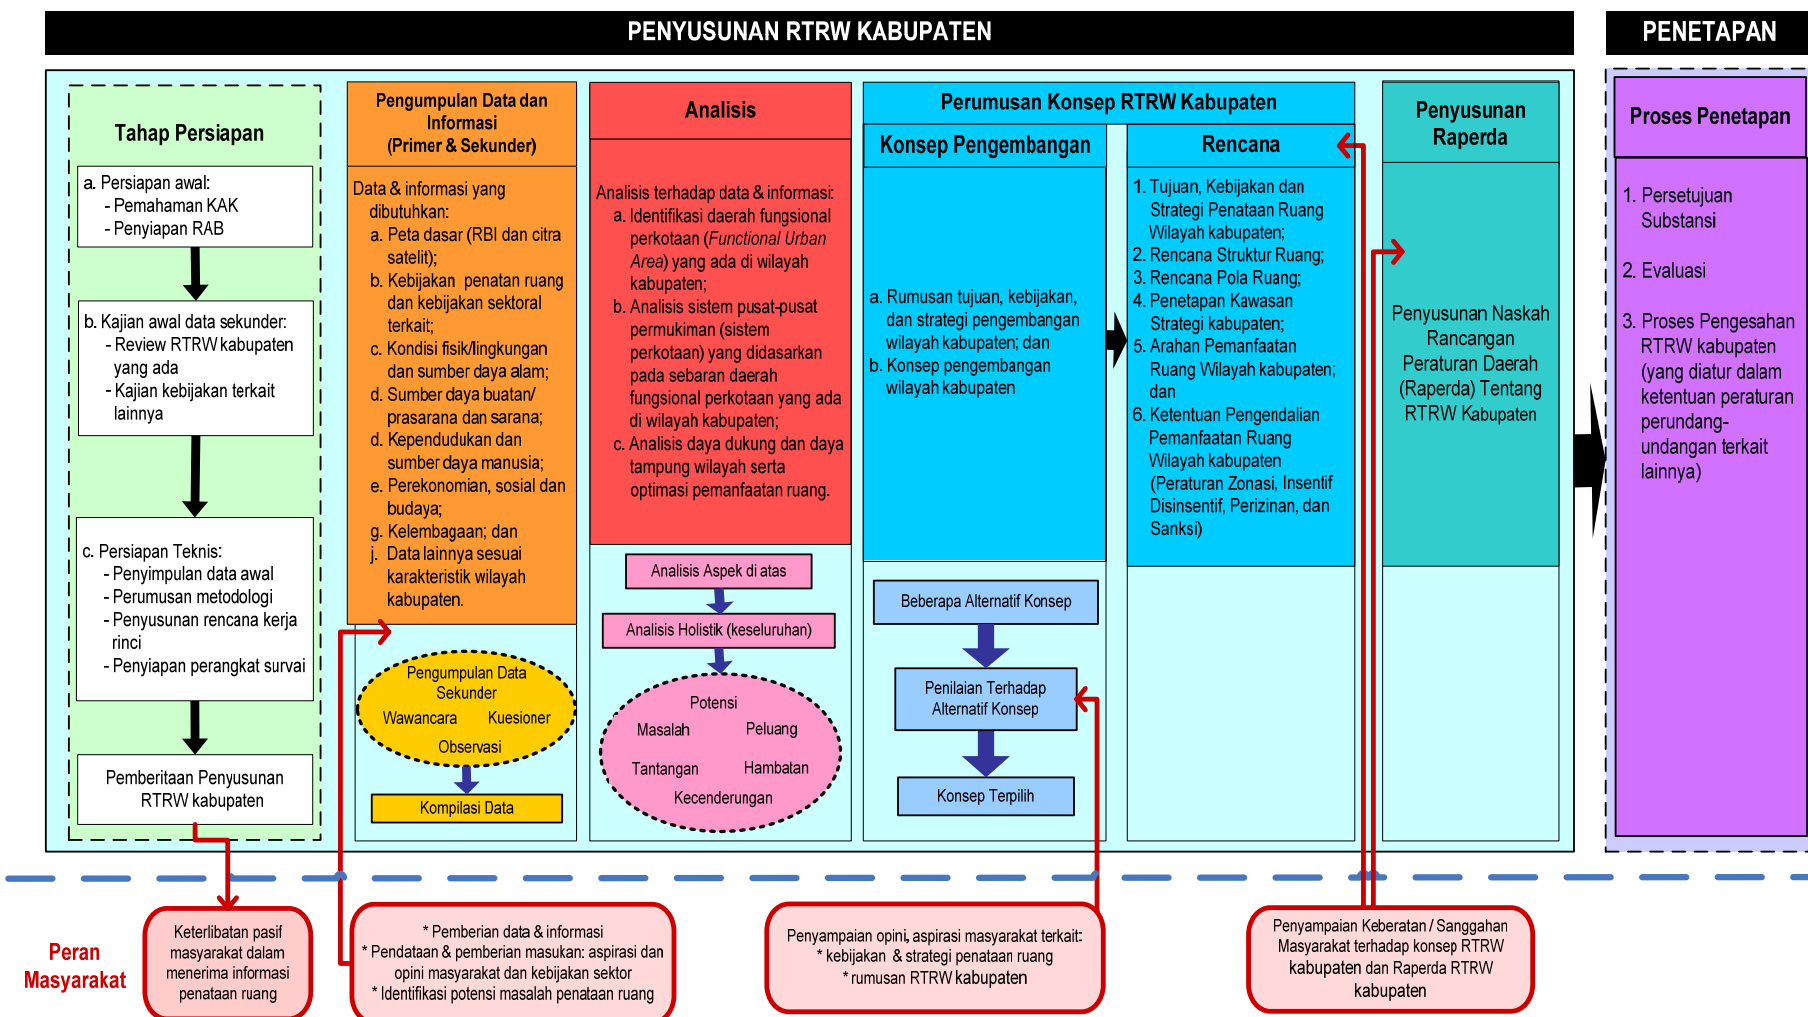 PENYUSUNAN RTRW KABUPATEN
PENETAPAN
Tahap Persiapan
a. Persiapan awal:
- Pemahaman KAK
- Penyiapan RAB
b. Kajian awal data sekunder:
- Review RTRW kabupaten
yang ada
- Kajian kebijakan terkait
lainnya
c. Persiapan Teknis:
- Penyimpulan data awal
- Perumusan metodologi
- Penyusunan rencana kerja
rinci
- Penyiapan perangkat survai
Pemberitaan Penyusunan
RTRW kabupaten
Pengumpulan Data dan
Informasi
(Primer & Sekunder)
Data & informasi yang
dibutuhkan:
a. Peta dasar (RBI dan citra
satelit);
b. Kebijakan penatan ruang
dan kebijakan sektoral
terkait;
c. Kondisi fisik/lingkungan
dan sumber daya alam;
d. Sumber daya buatan/
prasarana dan sarana;
d. Kependudukan dan
sumber daya manusia;
e. Perekonomian, sosial dan
budaya;
g. Kelembagaan; dan
j. Data lainnya sesuai
karakteristik wilayah
kabupaten.
Pengumpulan Data
Sekunder
Wawancara Kuesioner
Observasi
Kompilasi Data
Analisis
Analisis terhadap data & informasi:
a. Identifikasi daerah fungsional
perkotaan (Functional Urban
Area) yang ada di wilayah
kabupaten;
b. Analisis sistem pusat-pusat
permukiman (sistem
perkotaan) yang didasarkan
pada sebaran daerah
fungsional perkotaan yang ada
di wilayah kabupaten;
c. Analisis daya dukung dan daya
tampung wilayah serta
optimasi pemanfaatan ruang.
Analisis Aspek di atas
Analisis Holistik (keseluruhan)
Potensi
Masalah Peluang
Tantangan Hambatan
Kecenderungan
Perumusan Konsep RTRW Kabupaten
Konsep Pengembangan
a. Rumusan tujuan, kebijakan,
dan strategi pengembangan
wilayah kabupaten; dan
b. Konsep pengembangan
wilayah kabupaten
Beberapa Alternatif Konsep
Penilaian Terhadap
Alternatif Konsep
Konsep Terpilih
Rencana
1. Tujuan, Kebijakan dan
Strategi Penataan Ruang
Wilayah kabupaten;
2. Rencana Struktur Ruang;
3. Rencana Pola Ruang;
4. Penetapan Kawasan
Strategi kabupaten;
5. Arahan Pemanfaatan
Ruang Wilayah kabupaten;
dan
6. Ketentuan Pengendalian
Pemanfaatan Ruang
Wilayah kabupaten
(Peraturan Zonasi, Insentif
Disinsentif, Perizinan, dan
Sanksi)
Penyusunan
Raperda
Penyusunan Naskah
Rancangan
Peraturan Daerah
(Raperda) Tentang
RTRW Kabupaten
Proses Penetapan
1. Persetujuan
Substansi
2. Evaluasi
3. Proses Pengesahan
RTRW kabupaten
(yang diatur dalam
ketentuan peraturan
perundang-
undangan terkait
lainnya)
Peran
Masyarakat
Keterlibatan pasif
masyarakat dalam
menerima informasi
penataan ruang
* Pemberian data & informasi
* Pendataan & pemberian masukan: aspirasi dan
opini masyarakat dan kebijakan sektor
* Identifikasi potensi masalah penataan ruang
Penyampaian opini, aspirasi masyarakat terkait:
* kebijakan & strategi penataan ruang
* rumusan RTRW kabupaten
Penyampaian Keberatan / Sanggahan
Masyarakat terhadap konsep RTRW
kabupaten dan Raperda RTRW
kabupaten